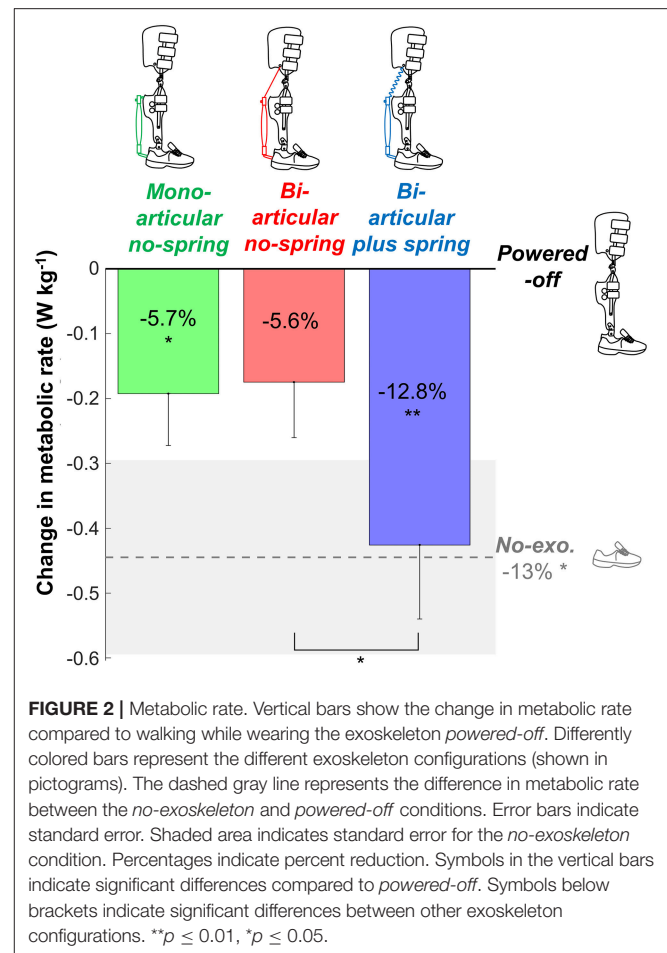 Mono-
articular
no-spring
Bi-
articular
no-spring
Bi-
articular
plus spring
Powered
-off
Change in metabolic rate (W kg⁻¹)
0
-0.1
-0.2
-0.3
-0.4
-0.5
-0.6
-5.7%
*
-5.6%
-12.8%
**
No-exo.
-13% *
*
FIGURE 2 | Metabolic rate. Vertical bars show the change in metabolic rate
compared to walking while wearing the exoskeleton powered-off. Differently
colored bars represent the different exoskeleton configurations (shown in
pictograms). The dashed gray line represents the difference in metabolic rate
between the no-exoskeleton and powered-off conditions. Error bars indicate
standard error. Shaded area indicates standard error for the no-exoskeleton
condition. Percentages indicate percent reduction. Symbols in the vertical bars
indicate significant differences compared to powered-off. Symbols below
brackets indicate significant differences between other exoskeleton
configurations. **p ≤ 0.01, *p ≤ 0.05.